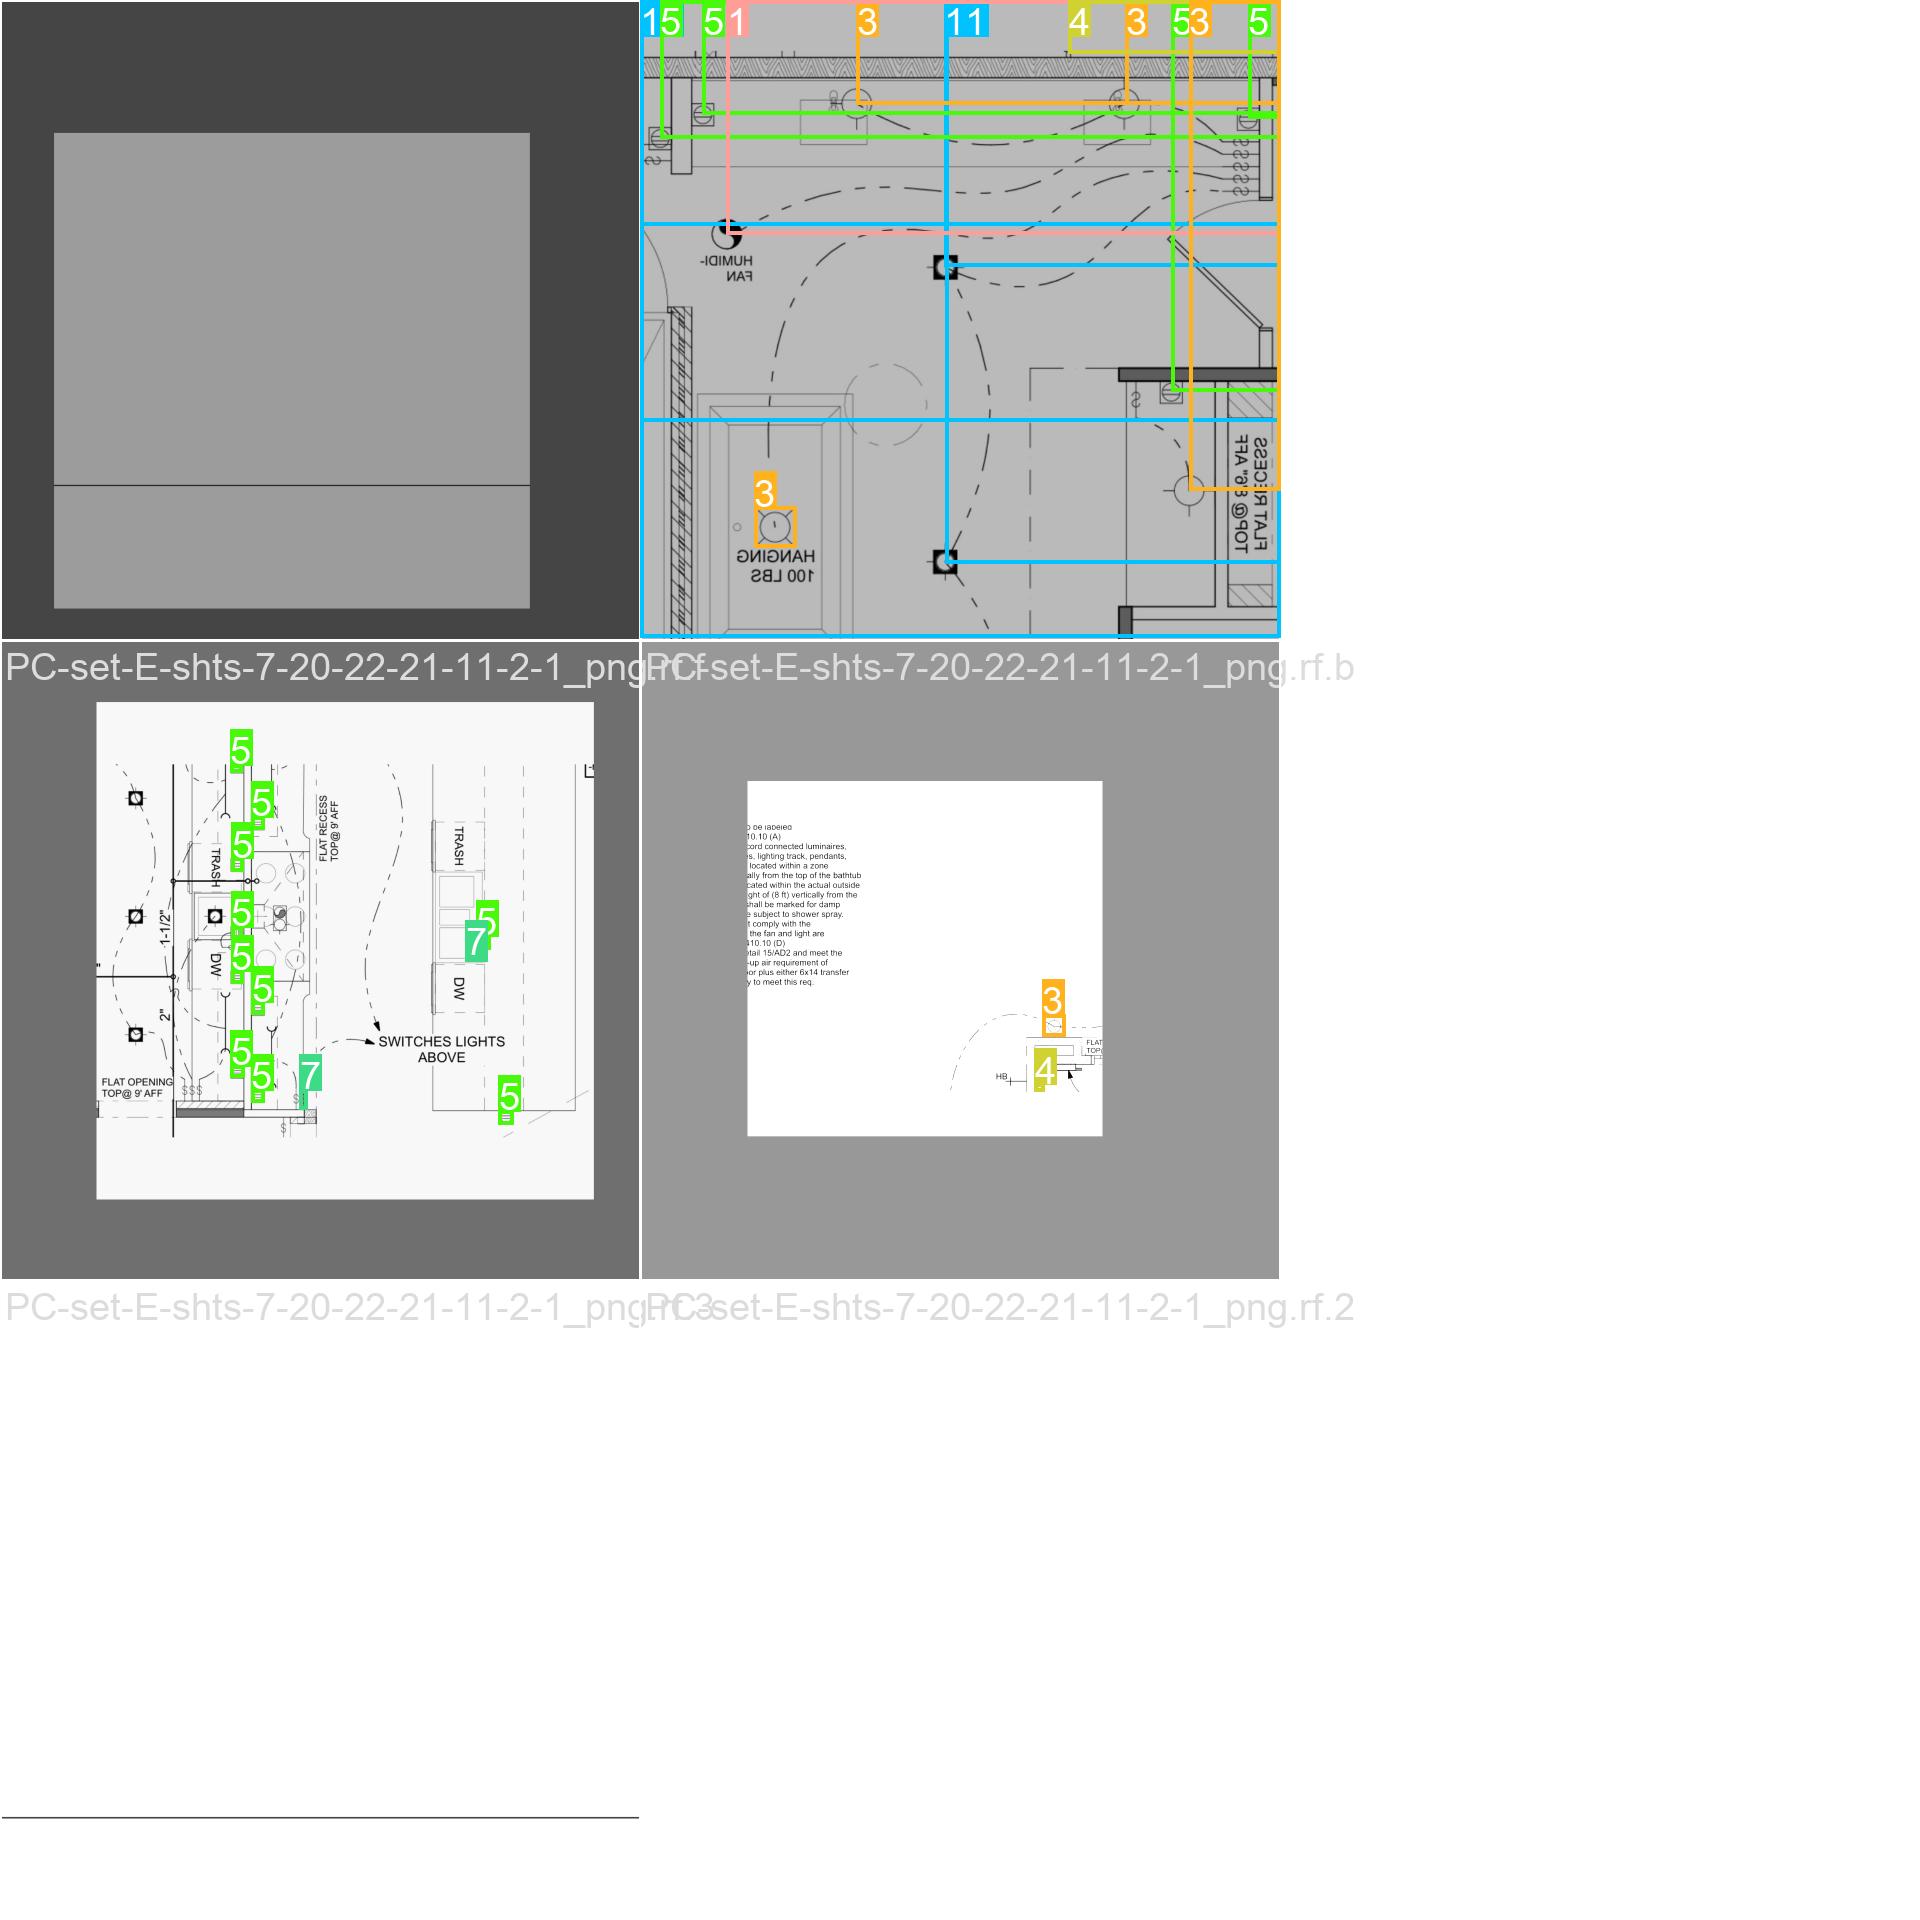 1 5 5 1 3 11 4 3 5 3 5
S
SSSSS
HUMIDI-
FAN
S
3
FLAT RECESS
TOP@ 8'6" AFF
HANGING
100 LBS
PC-set-E-shts-7-20-22-21-11-2-1_png.rf.f
PC-set-E-shts-7-20-22-21-11-2-1_png.rf.b
5
5
5
5
5
5
5
5
7
5
7
5
FLAT RECESS
TOP@ 9' AFF
TRASH
TRASH
1-1/2"
"
DW
DW
2"
SWITCHES LIGHTS
ABOVE
FLAT OPENING
TOP@ 9' AFF
SSS
S
S
o be labeled
10.10 (A)
cord connected luminaires,
s, lighting track, pendants,
located within a zone
ally from the top of the bathtub
cated within the actual outside
ght of (8 ft) vertically from the
shall be marked for damp
e subject to shower spray.
t comply with the
the fan and light are
410.10 (D)
etail 15/AD2 and meet the
-up air requirement of
or plus either 6x14 transfer
y to meet this req.
3
FLAT
TOP(
4
HB
PC-set-E-shts-7-20-22-21-11-2-1_png.rf.3
PC-set-E-shts-7-20-22-21-11-2-1_png.rf.2